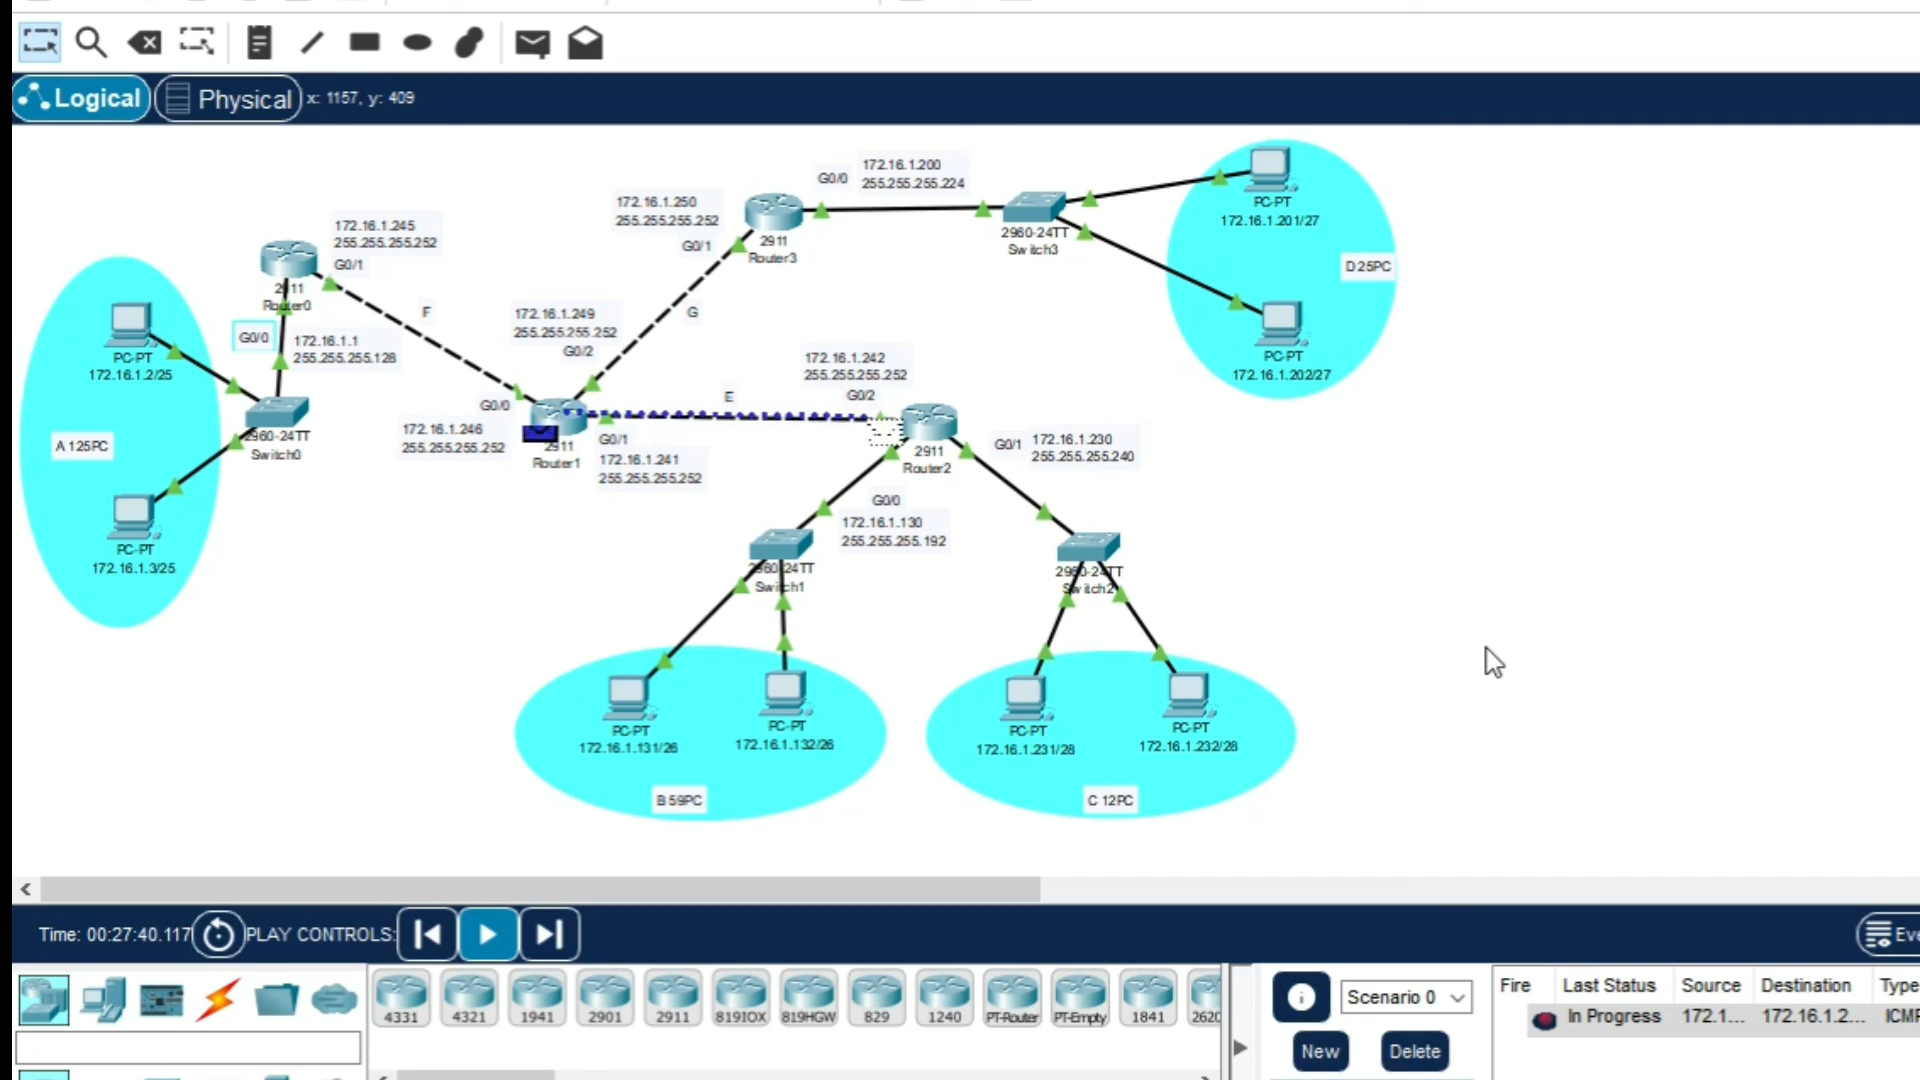 Logical
Physical
x: 1157, y: 409
172.16.1.200
255.255.255.224
G0/0
PC-PT
172.16.1.201/27
172.16.1.250
255.255.255.252
G0/1
2911
Router3
2960-24TT
Switch3
D 25PC
PC-PT
172.16.1.202/27
172.16.1.245
255.255.255.252
G0/1
2911
Router0
F
G
172.16.1.249
255.255.255.252
G0/2
G0/0
172.16.1.1
255.255.255.128
PC-PT
172.16.1.2/25
A 125PC
2960-24TT
Switch0
PC-PT
172.16.1.3/25
G0/0
172.16.1.246
255.255.255.252
2911
Router1
G0/1
172.16.1.241
255.255.255.252
E
172.16.1.242
255.255.255.252
G0/2
2911
Router2
G0/1
172.16.1.230
255.255.255.240
G0/0
172.16.1.130
255.255.255.192
2960-24TT
Switch1
2960-24TT
Switch2
PC-PT
172.16.1.131/26
PC-PT
172.16.1.132/26
B 59PC
PC-PT
172.16.1.231/28
PC-PT
172.16.1.232/28
C 12PC
Time: 00:27:40.117
PLAY CONTROLS:
Eve
4331
4321
1941
2901
2911
819IOX
819HGW
829
1240
PT-Router
PT-Empty
1841
262
Scenario 0
New
Delete
Fire
Last Status
Source
Destination
Type
In Progress
172.1...
172.16.1.2...
ICMP